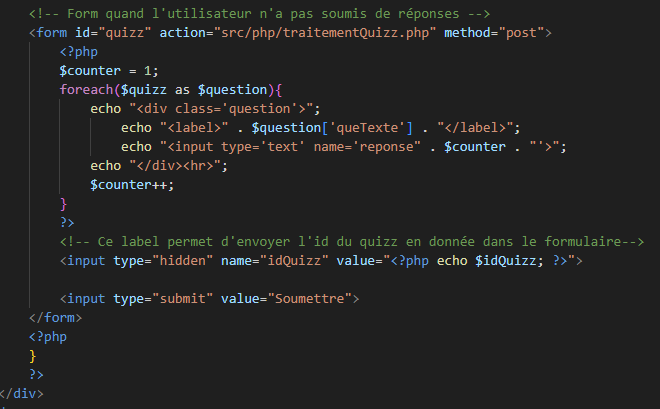 <!-- Form quand l'utilisateur n'a pas soumis de réponses -->
<form id="quizz" action="src/php/traitementQuizz.php" method="post">
<?php
$counter = 1;
foreach($quizz as $question){
echo "<div class='question'>";
echo "<label>" . $question['queTexte'] . "</label>";
echo "<input type='text' name='reponse" . $counter . "'>";
echo "</div><hr>";
$counter++;
}
?>
<!-- Ce label permet d'envoyer l'id du quizz en donnée dans le formulaire-->
<input type="hidden" name="idQuizz" value="<?php echo $idQuizz; ?>">
<input type="submit" value="Soumettre">
</form>
<?php
}
?>
</div>